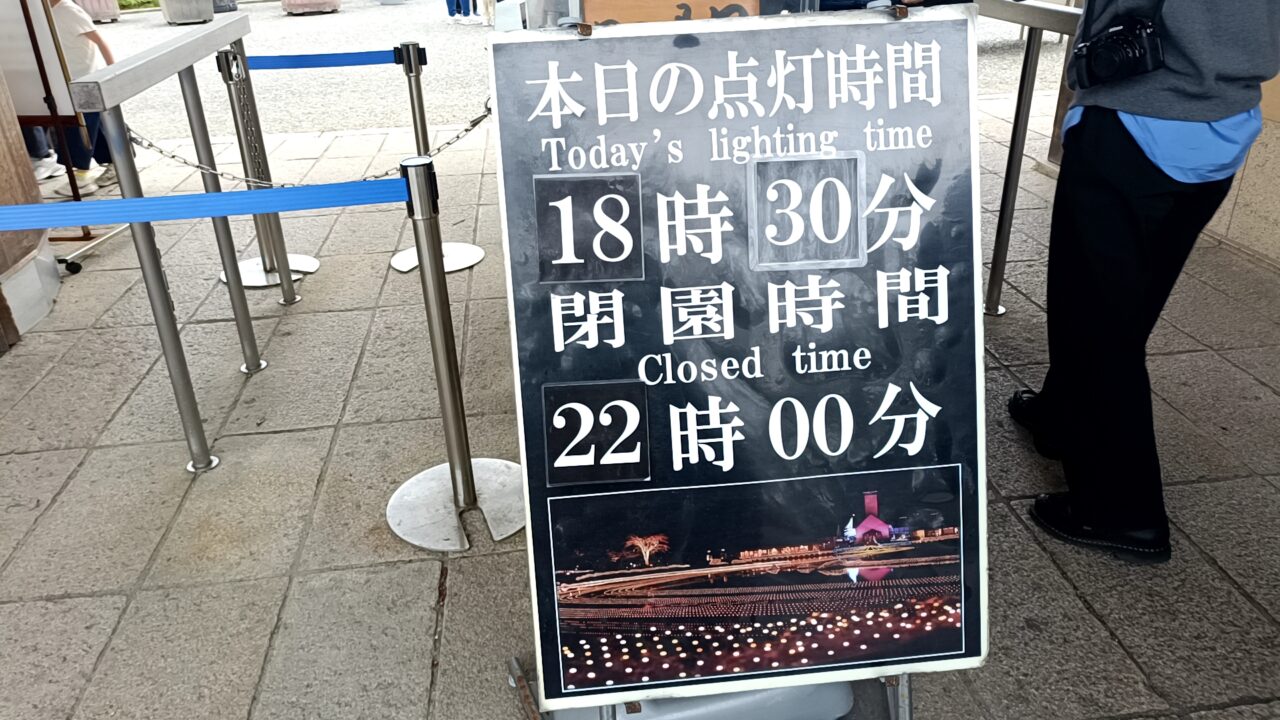 本日の点灯時間
Today's lighting time
18時30分
閉園時間
Closed time
22時00分